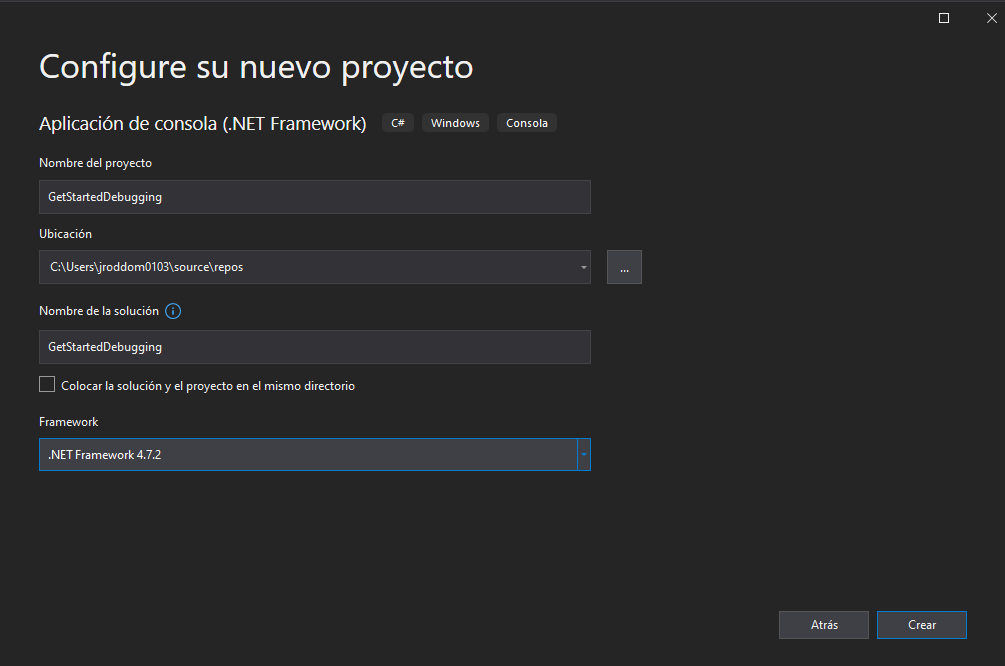 Configure su nuevo proyecto
Aplicación de consola (.NET Framework) C# Windows Consola
Nombre del proyecto
GetStartedDebugging
Ubicación
C:\Users\jroddom0103\source\repos
...
Nombre de la solución
GetStartedDebugging
Colocar la solución y el proyecto en el mismo directorio
Framework
.NET Framework 4.7.2
Atrás Crear